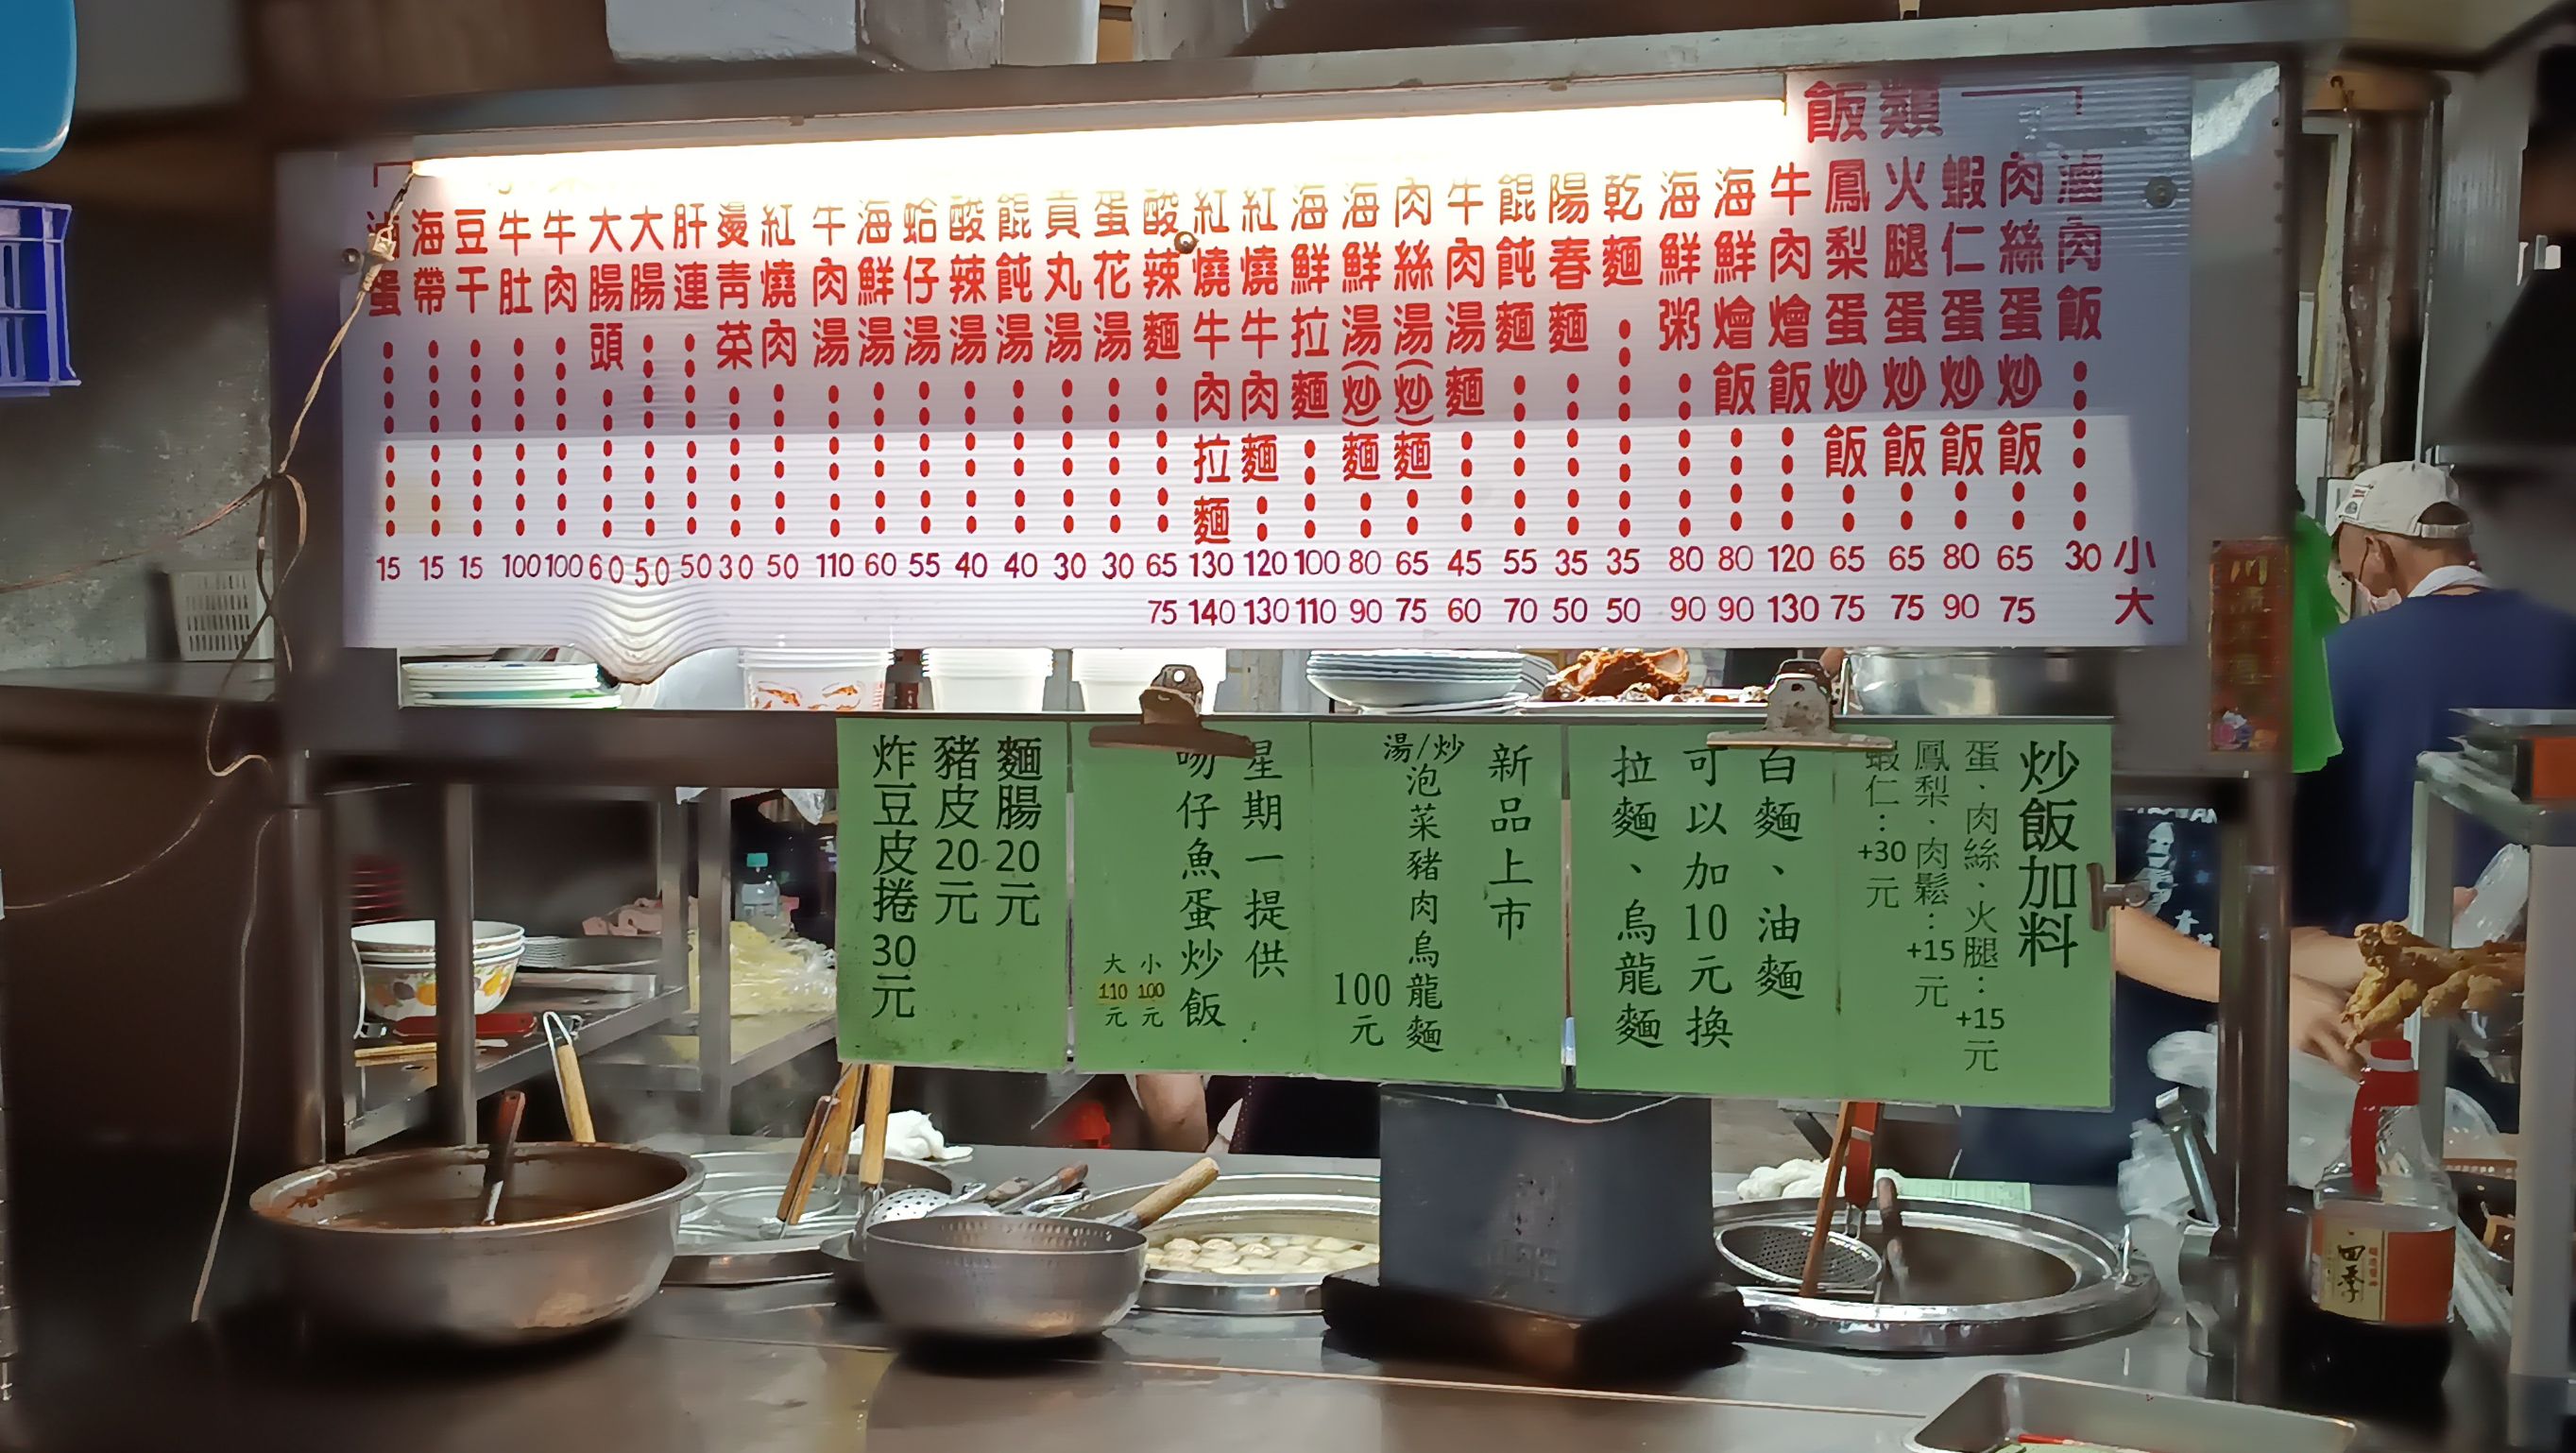 飯類
滷肉飯 30
肉絲蛋炒飯 65 75
蝦仁蛋炒飯 80 90
火腿蛋炒飯 65 75
鳳梨蛋炒飯 65 75
牛肉燴飯 120 130
海鮮燴飯 80 90
海鮮粥 80 90
乾麵 35 50
陽春麵 35 50
餛飩麵 55 70
牛肉湯麵 45 60
肉絲湯(炒)麵 65 75
海鮮湯(炒)麵 80 90
海鮮拉麵 100 110
紅燒牛肉麵 120 130
紅燒牛肉拉麵 130 140
酸辣麵 65 75
蛋花湯 30
貢丸湯 30
餛飩湯 40
酸辣湯 40
蛤仔湯 55
海鮮湯 60
牛肉湯 110
紅燒肉 50
燙青菜 30
肝連 50
大腸 50
大腸頭 60
牛肉 100
牛肚 100
豆干 15
海帶 15
滷蛋 15
小
大
炒飯加料
蛋、肉絲、火腿:+15元
鳳梨、肉鬆:+15元
蝦仁:+30元
白麵、油麵
可以加10元換
拉麵、烏龍麵
新品上市
湯/炒泡菜豬肉烏龍麵
100元
星期一提供
吻仔魚蛋炒飯
小100元
大110元
麵腸20元
豬皮20元
炸豆皮捲30元
四季